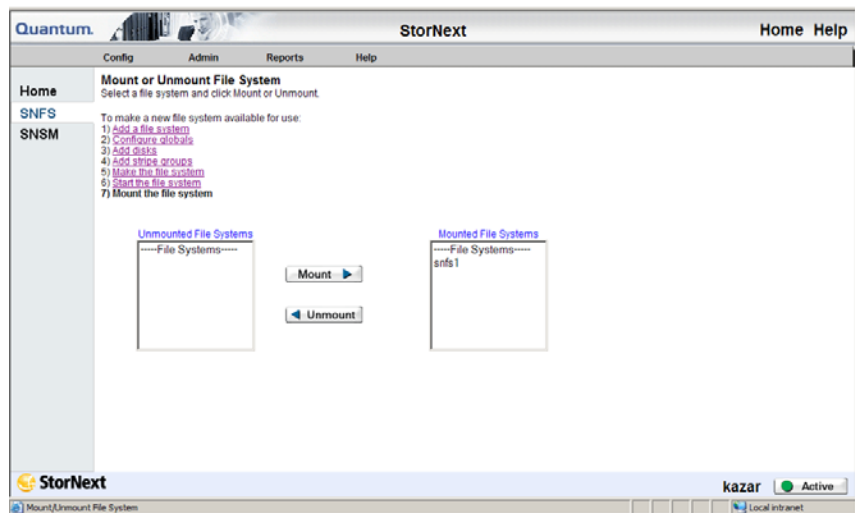 Quantum. StorNext Home Help
Config Admin Reports Help
Home
SNFS
SNSM
Mount or Unmount File System
Select a file system and click Mount or Unmount.
To make a new file system available for use:
1) Add a file system
2) Configure globals
3) Add disks
4) Add stripe groups
5) Make the file system
6) Start the file system
7) Mount the file system
Unmounted File Systems
-----File Systems-----
Mount
Unmount
Mounted File Systems
-----File Systems-----
snfs1
StorNext kazar Active
Mount/Unmount File System Local intranet